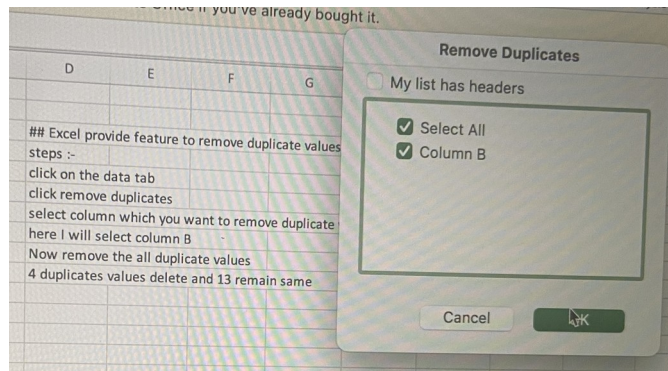 Office if you've already bought it.
Remove Duplicates
My list has headers
Select All
Column B
Cancel
D E F G
## Excel provide feature to remove duplicate values
steps :-
click on the data tab
click remove duplicates
select column which you want to remove duplicate
here I will select column B
Now remove the all duplicate values
4 duplicates values delete and 13 remain same